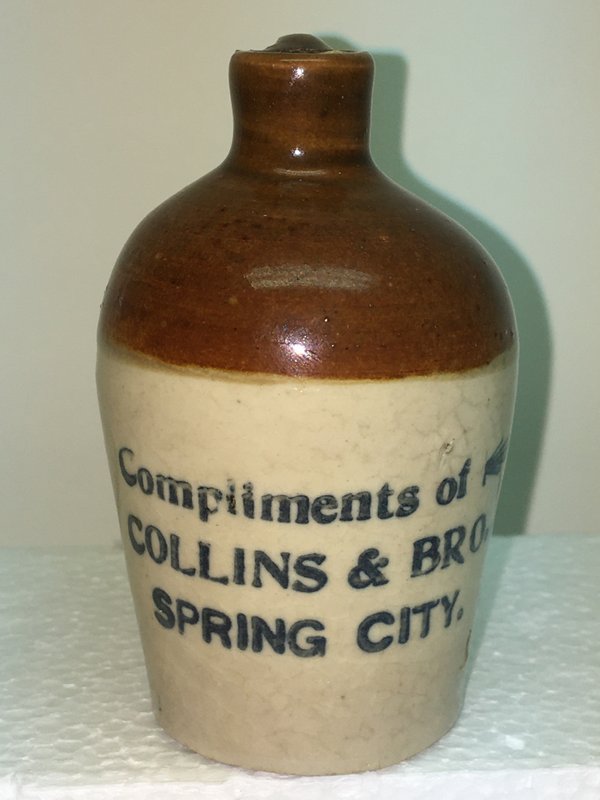 Compliments of
COLLINS & BRO.
SPRING CITY.